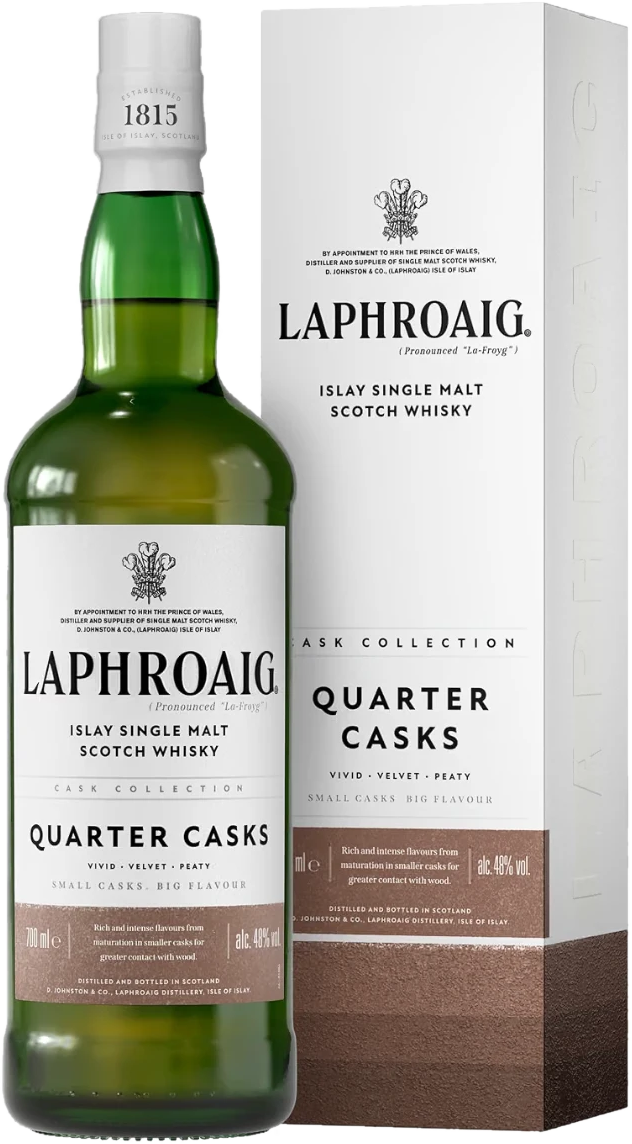 ESTABLISHED
1815
ISLE OF ISLAY, SCOTLAND
BY APPOINTMENT TO HRH THE PRINCE OF WALES,
DISTILLER AND SUPPLIER OF SINGLE MALT SCOTCH WHISKY,
D. JOHNSTON & CO., (LAPHROAIG) ISLE OF ISLAY
LAPHROAIG®
(Pronounced "La-Froyg")
ISLAY SINGLE MALT
SCOTCH WHISKY
CASK COLLECTION
QUARTER CASKS
VIVID • VELVET • PEATY
SMALL CASKS. BIG FLAVOUR
700 ml e
Rich and intense flavours from
maturation in smaller casks for
greater contact with wood.
alc. 48% vol.
DISTILLED AND BOTTLED IN SCOTLAND
D. JOHNSTON & CO., LAPHROAIG DISTILLERY, ISLE OF ISLAY.
BY APPOINTMENT TO HRH THE PRINCE OF WALES,
DISTILLER AND SUPPLIER OF SINGLE MALT SCOTCH WHISKY,
D. JOHNSTON & CO., (LAPHROAIG) ISLE OF ISLAY
LAPHROAIG®
(Pronounced "La-Froyg")
ISLAY SINGLE MALT
SCOTCH WHISKY
CASK COLLECTION
QUARTER
CASKS
VIVID • VELVET • PEATY
SMALL CASKS BIG FLAVOUR
ml e
Rich and intense flavours from
maturation in smaller casks for
greater contact with wood.
alc. 48% vol.
DISTILLED AND BOTTLED IN SCOTLAND
D. JOHNSTON & CO., LAPHROAIG DISTILLERY, ISLE OF ISLAY.
LAPHROAIG